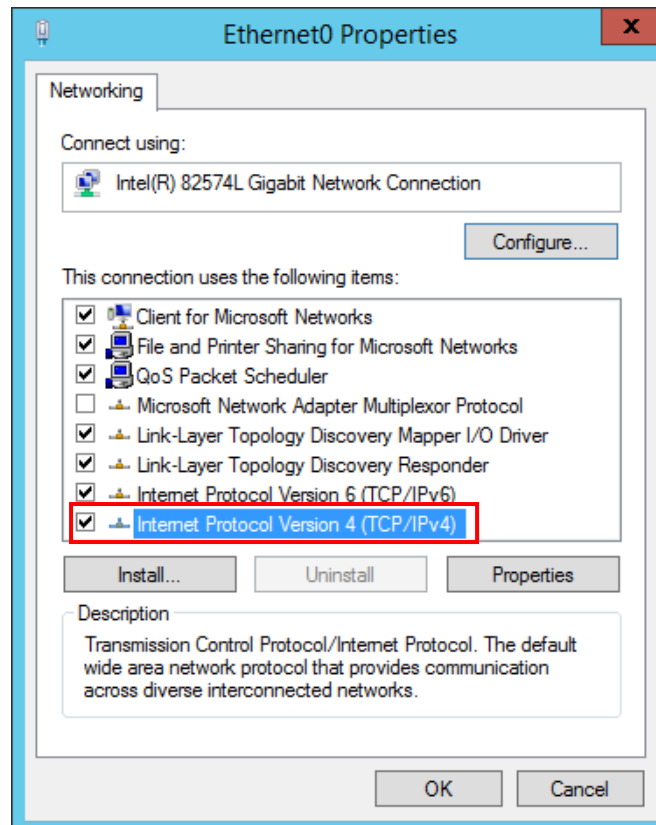 Ethernet0 Properties
x
Networking
Connect using:
Intel(R) 82574L Gigabit Network Connection
Configure...
This connection uses the following items:
Client for Microsoft Networks
File and Printer Sharing for Microsoft Networks
QoS Packet Scheduler
Microsoft Network Adapter Multiplexor Protocol
Link-Layer Topology Discovery Mapper I/O Driver
Link-Layer Topology Discovery Responder
Internet Protocol Version 6 (TCP/IPv6)
Internet Protocol Version 4 (TCP/IPv4)
Install... Uninstall Properties
Description
Transmission Control Protocol/Internet Protocol. The default
wide area network protocol that provides communication
across diverse interconnected networks.
OK Cancel